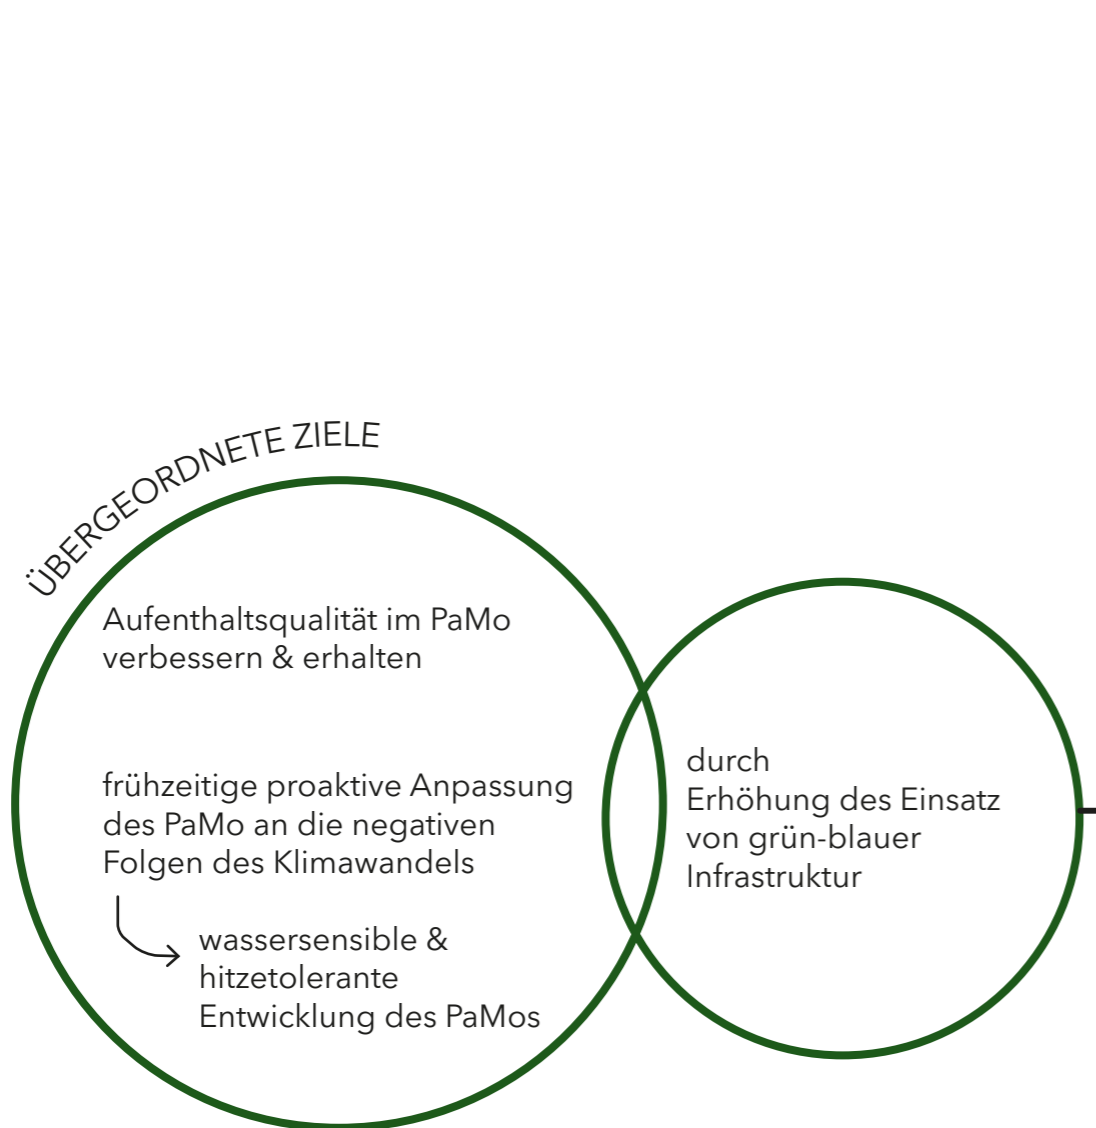 ÜBERGEORDNETE ZIELE
Aufenthaltsqualität im PaMo
verbessern & erhalten
frühzeitige proaktive Anpassung
des PaMo an die negativen
Folgen des Klimawandels
wassersensible &
hitzetolerante
Entwicklung des PaMos
durch
Erhöhung des Einsatz
von grün-blauer
Infrastruktur